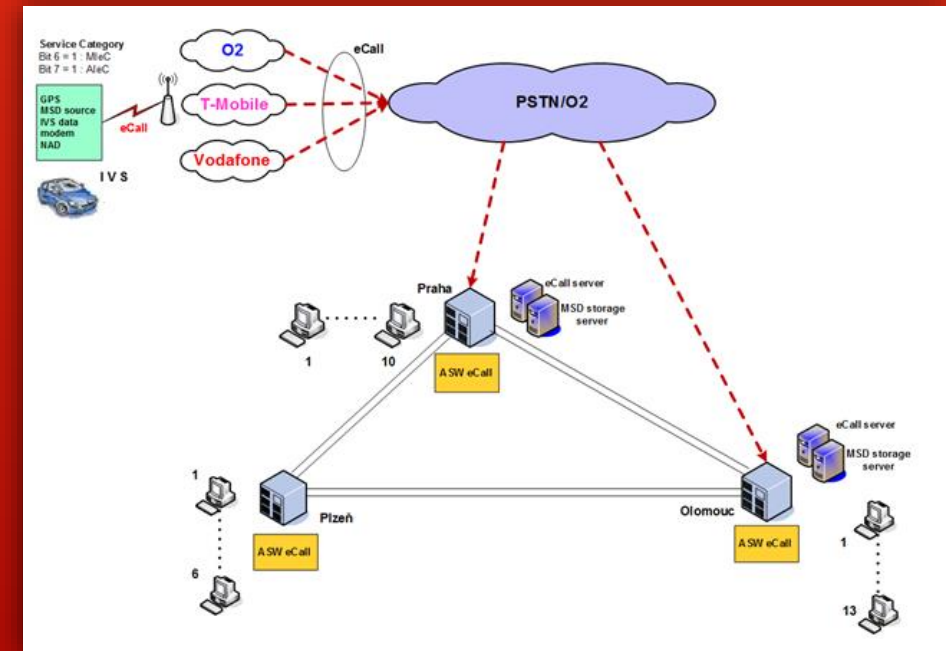 Service Category
Bit 6 = 1 : MIeC
Bit 7 = 1 : AIeC
GPS
MSD source
IVS data
modem
NAD
eCall
I V S
O2
T-Mobile
Vodafone
eCall
PSTN/O2
Praha
eCall server
MSD storage
server
1
10
ASW eCall
1
6
Plzeň
ASW eCall
Olomouc
eCall server
MSD storage
server
ASW eCall
1
13